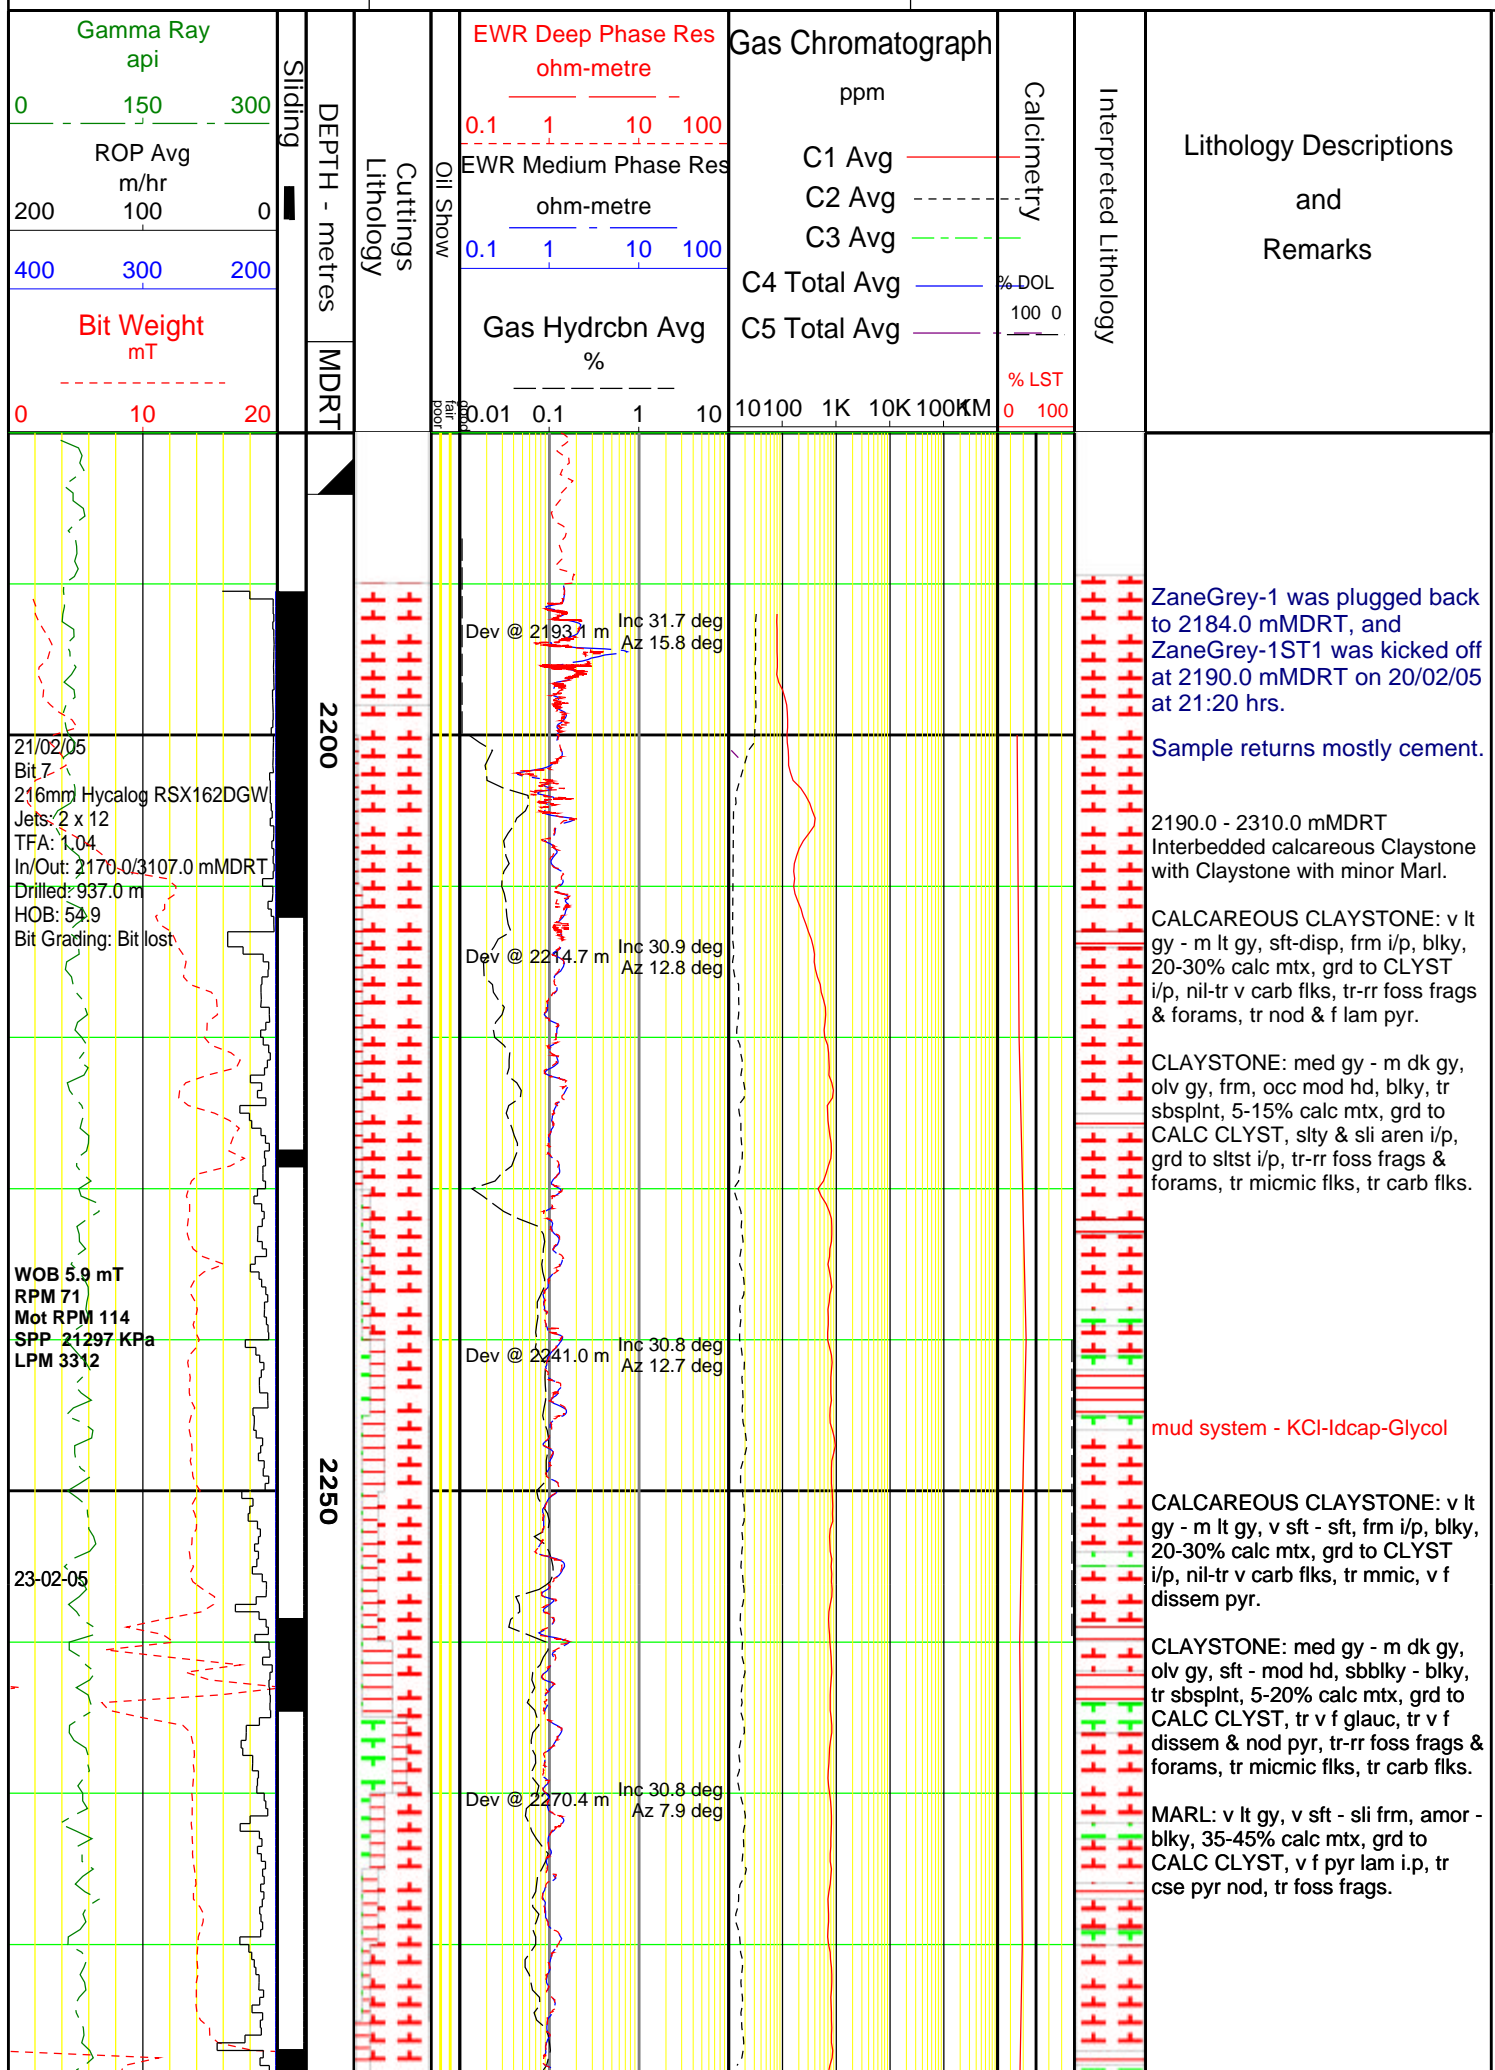 Gamma Ray
api
0 150 300
ROP Avg
m/hr
200 100 0
400 300 200
Bit Weight
mT
0 10 20
Sliding
DEPTH - metres
MDRT
Cuttings
Lithology
Oil Show
poor
fair
good
EWR Deep Phase Res
ohm-metre
0.1 1 10 100
EWR Medium Phase Res
ohm-metre
0.1 1 10 100
Gas Hydrcbn Avg
%
0.01 0.1 1 10
Gas Chromatograph
ppm
C1 Avg
C2 Avg
C3 Avg
C4 Total Avg
C5 Total Avg
10 100 1K 10K 100K 1M
Calcimetry
% DOL
100 0
% LST
0 100
Interpreted Lithology
Lithology Descriptions
and
Remarks
2200
2250
21/02/05
Bit 7
216mm Hycalog RSX162DGW
Jets: 2 x 12
TFA: 1.04
In/Out: 2170.0/3107.0 mMDRT
Drilled: 937.0 m
HOB: 54.9
Bit Grading: Bit lost
WOB 5.9 mT
RPM 71
Mot RPM 114
SPP 21297 KPa
LPM 3312
23-02-05
Dev @ 2193.1 m Inc 31.7 deg
Az 15.8 deg
Dev @ 2214.7 m Inc 30.9 deg
Az 12.8 deg
Dev @ 2241.0 m Inc 30.8 deg
Az 12.7 deg
Dev @ 2270.4 m Inc 30.8 deg
Az 7.9 deg
ZaneGrey-1 was plugged back
to 2184.0 mMDRT, and
ZaneGrey-1ST1 was kicked off
at 2190.0 mMDRT on 20/02/05
at 21:20 hrs.
Sample returns mostly cement.
2190.0 - 2310.0 mMDRT
Interbedded calcareous Claystone
with Claystone with minor Marl.
CALCAREOUS CLAYSTONE: v lt
gy - m lt gy, sft-disp, frm i/p, blky,
20-30% calc mtx, grd to CLYST
i/p, nil-tr v carb flks, tr-rr foss frags
& forams, tr nod & f lam pyr.
CLAYSTONE: med gy - m dk gy,
olv gy, frm, occ mod hd, blky, tr
sbsplnt, 5-15% calc mtx, grd to
CALC CLYST, slty & sli aren i/p,
grd to sltst i/p, tr-rr foss frags &
forams, tr micmic flks, tr carb flks.
mud system - KCl-Idcap-Glycol
CALCAREOUS CLAYSTONE: v lt
gy - m lt gy, v sft - sft, frm i/p, blky,
20-30% calc mtx, grd to CLYST
i/p, nil-tr v carb flks, tr mmic, v f
dissem pyr.
CLAYSTONE: med gy - m dk gy,
olv gy, sft - mod hd, sbblky - blky,
tr sbsplnt, 5-20% calc mtx, grd to
CALC CLYST, tr v f glauc, tr v f
dissem & nod pyr, tr-rr foss frags &
forams, tr micmic flks, tr carb flks.
MARL: v lt gy, v sft - sli frm, amor -
blky, 35-45% calc mtx, grd to
CALC CLYST, v f pyr lam i.p, tr
cse pyr nod, tr foss frags.